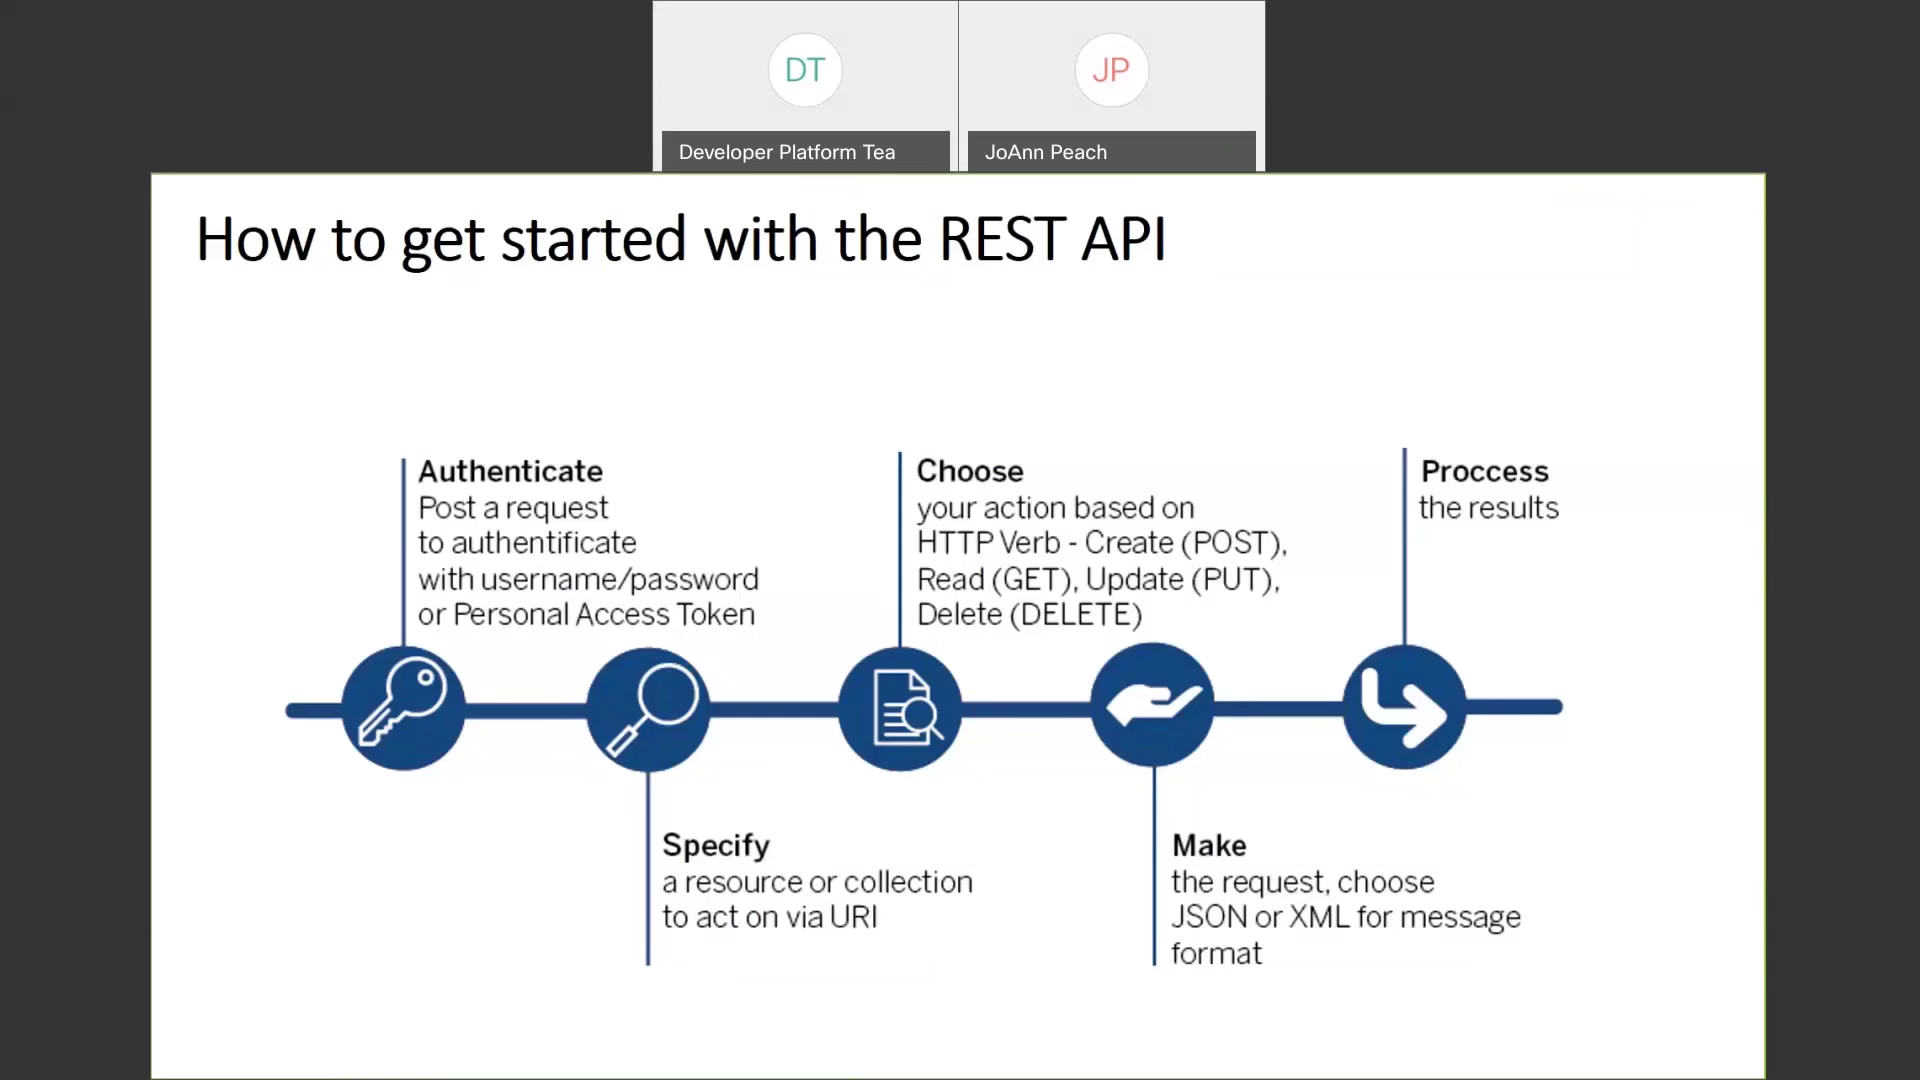 DT
JP
Developer Platform Tea
JoAnn Peach
How to get started with the REST API
Authenticate
Post a request
to authentificate
with username/password
or Personal Access Token
Choose
your action based on
HTTP Verb - Create (POST),
Read (GET), Update (PUT),
Delete (DELETE)
Proccess
the results
Specify
a resource or collection
to act on via URI
Make
the request, choose
JSON or XML for message
format